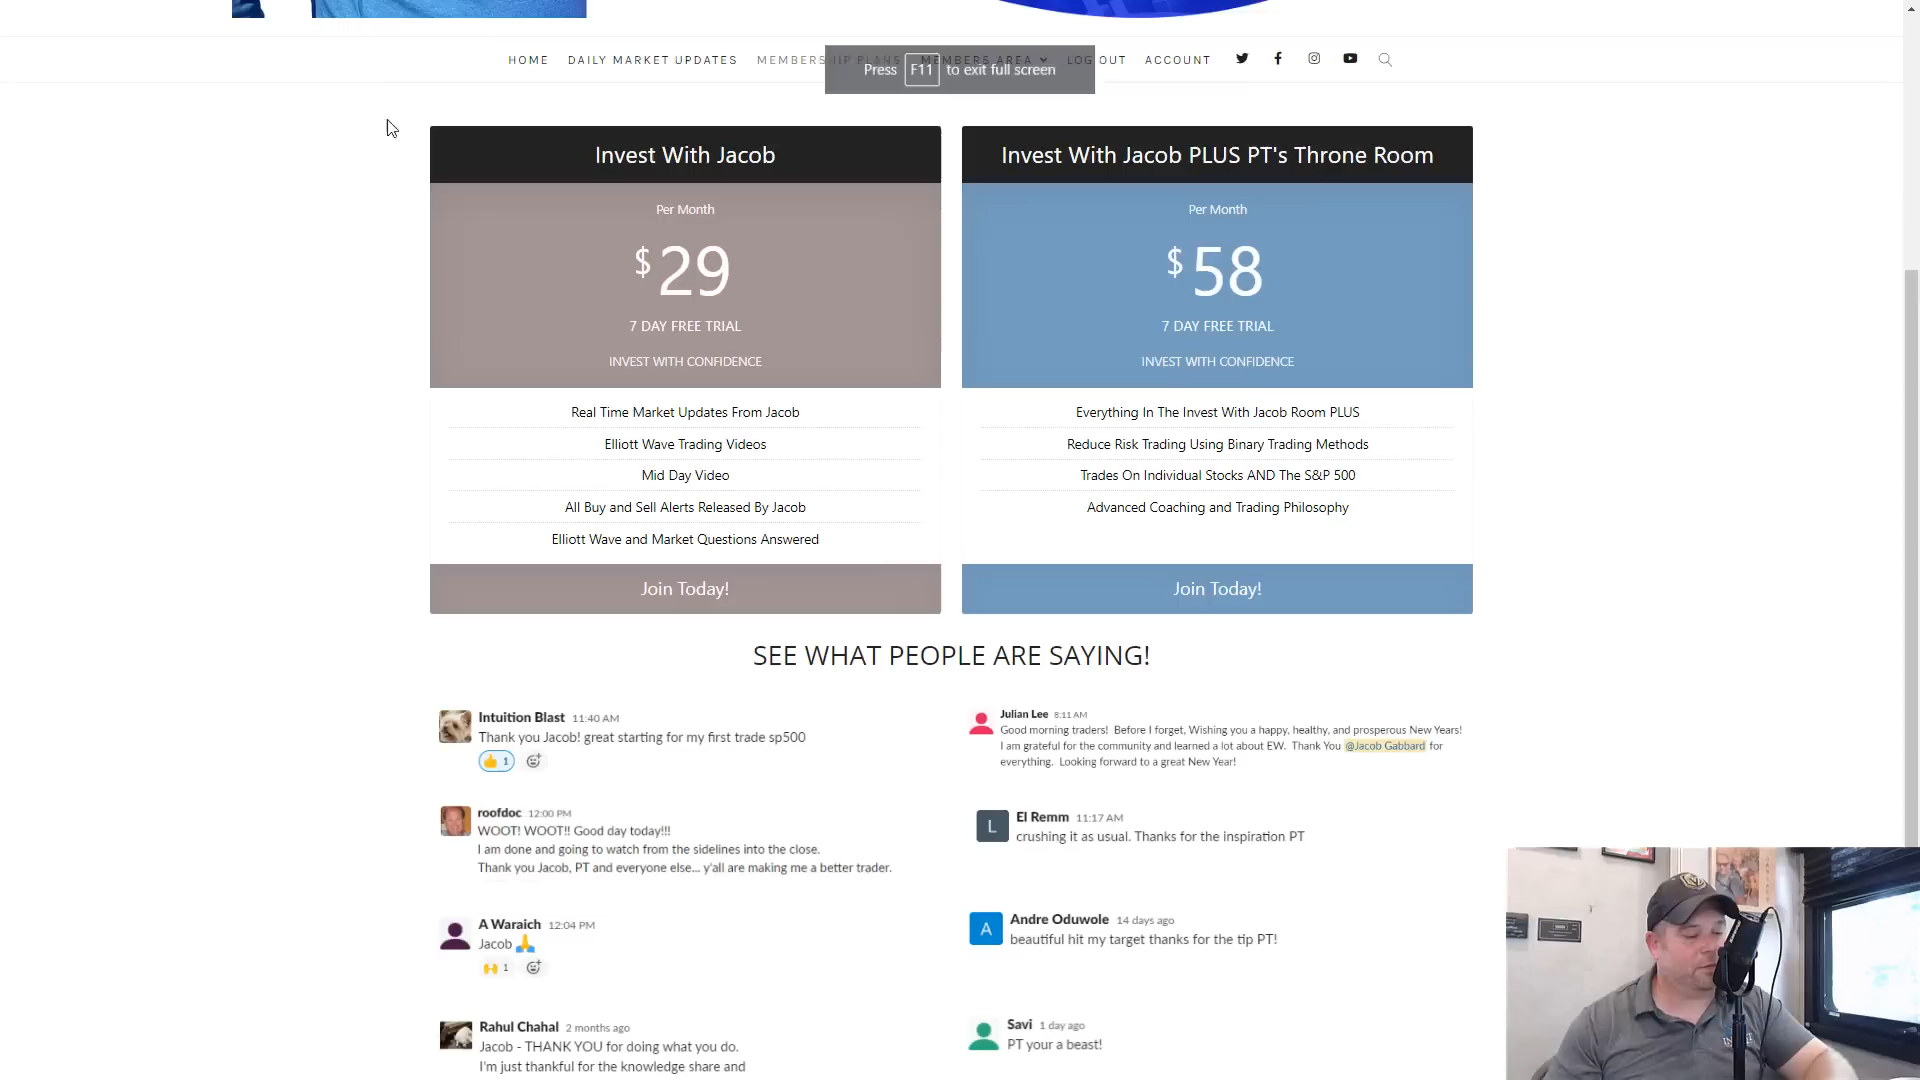 HOME DAILY MARKET UPDATES MEMBERSHIP PLANS MEMBERS AREA LOG OUT ACCOUNT
Press F11 to exit full screen
Invest With Jacob
Per Month
$29
7 DAY FREE TRIAL
INVEST WITH CONFIDENCE
Real Time Market Updates From Jacob
Elliott Wave Trading Videos
Mid Day Video
All Buy and Sell Alerts Released By Jacob
Elliott Wave and Market Questions Answered
Join Today!
Invest With Jacob PLUS PT's Throne Room
Per Month
$58
7 DAY FREE TRIAL
INVEST WITH CONFIDENCE
Everything In The Invest With Jacob Room PLUS
Reduce Risk Trading Using Binary Trading Methods
Trades On Individual Stocks AND The S&P 500
Advanced Coaching and Trading Philosophy
Join Today!
SEE WHAT PEOPLE ARE SAYING!
Intuition Blast 11:40 AM
Thank you Jacob! great starting for my first trade sp500
👍 1
roofdoc 12:00 PM
WOOT! WOOT!! Good day today!!!
I am done and going to watch from the sidelines into the close.
Thank you Jacob, PT and everyone else... y'all are making me a better trader.
A Waraich 12:04 PM
Jacob 🙏
🙌 1
Rahul Chahal 2 months ago
Jacob - THANK YOU for doing what you do.
I'm just thankful for the knowledge share and
Julian Lee 8:11 AM
Good morning traders! Before I forget, Wishing you a happy, healthy, and prosperous New Years!
I am grateful for the community and learned a lot about EW. Thank You @Jacob Gabbard for
everything. Looking forward to a great New Year!
L
El Remm 11:17 AM
crushing it as usual. Thanks for the inspiration PT
A
Andre Oduwole 14 days ago
beautiful hit my target thanks for the tip PT!
Savi 1 day ago
PT your a beast!